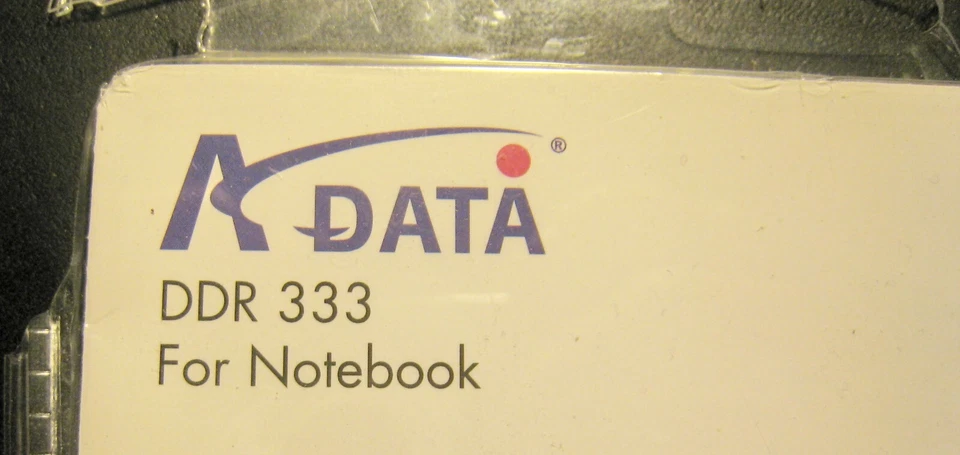 ADATA®
DDR 333
For Notebook